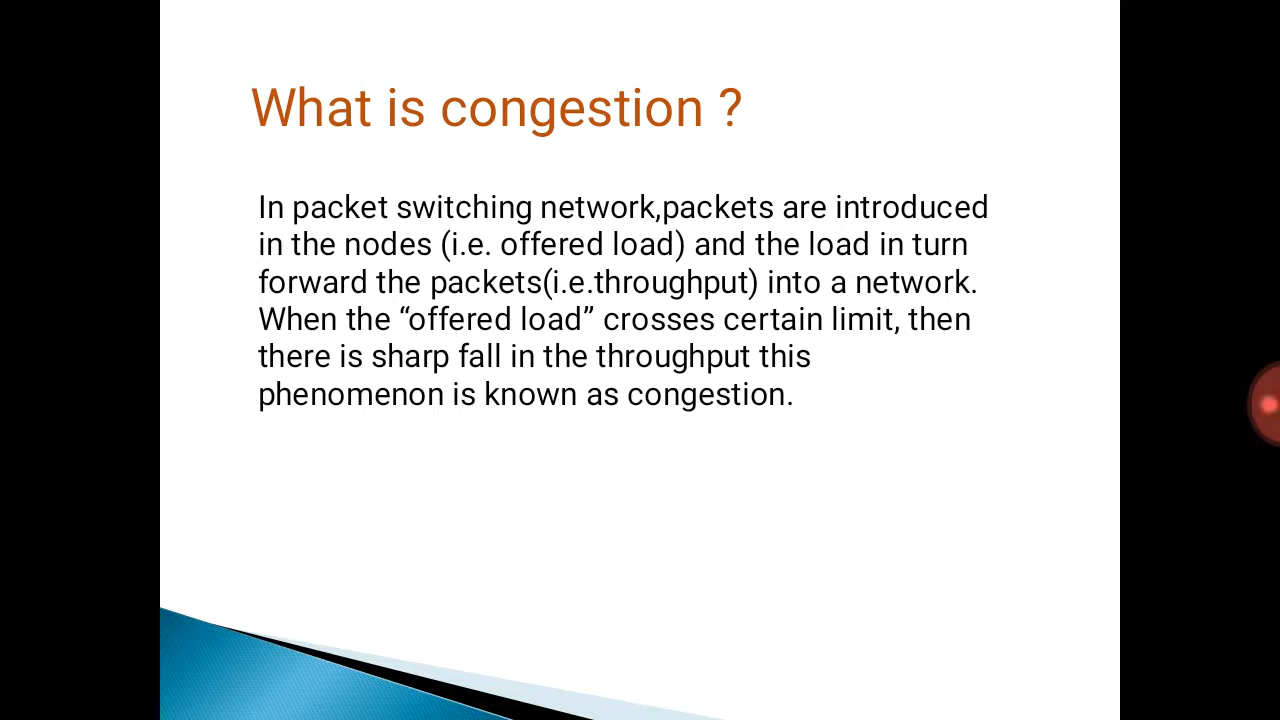 What is congestion ?
In packet switching network,packets are introduced
in the nodes (i.e. offered load) and the load in turn
forward the packets(i.e.throughput) into a network.
When the “offered load” crosses certain limit, then
there is sharp fall in the throughput this
phenomenon is known as congestion.